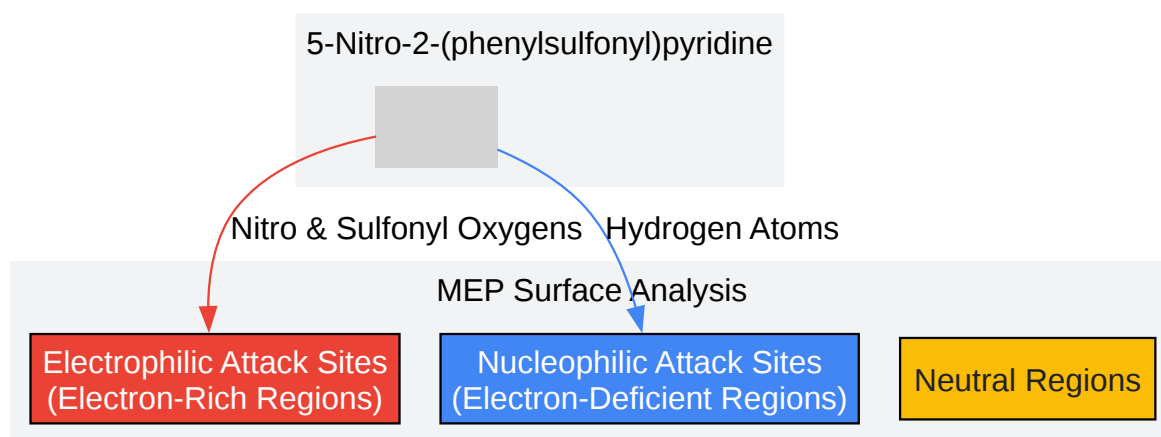 5-Nitro-2-(phenylsulfonyl)pyridine
Nitro & Sulfonyl Oxygens
Hydrogen Atoms
MEP Surface Analysis
Electrophilic Attack Sites
(Electron-Rich Regions)
Nucleophilic Attack Sites
(Electron-Deficient Regions)
Neutral Regions